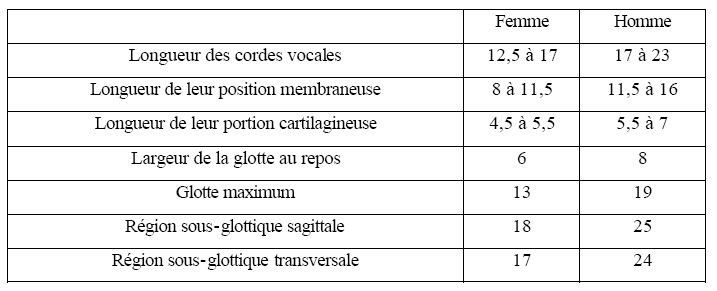 Femme Homme
Longueur des cordes vocales 12,5 à 17 17 à 23
Longueur de leur position membraneuse 8 à 11,5 11,5 à 16
Longueur de leur portion cartilagineuse 4,5 à 5,5 5,5 à 7
Largeur de la glotte au repos 6 8
Glotte maximum 13 19
Région sous-glottique sagittale 18 25
Région sous-glottique transversale 17 24